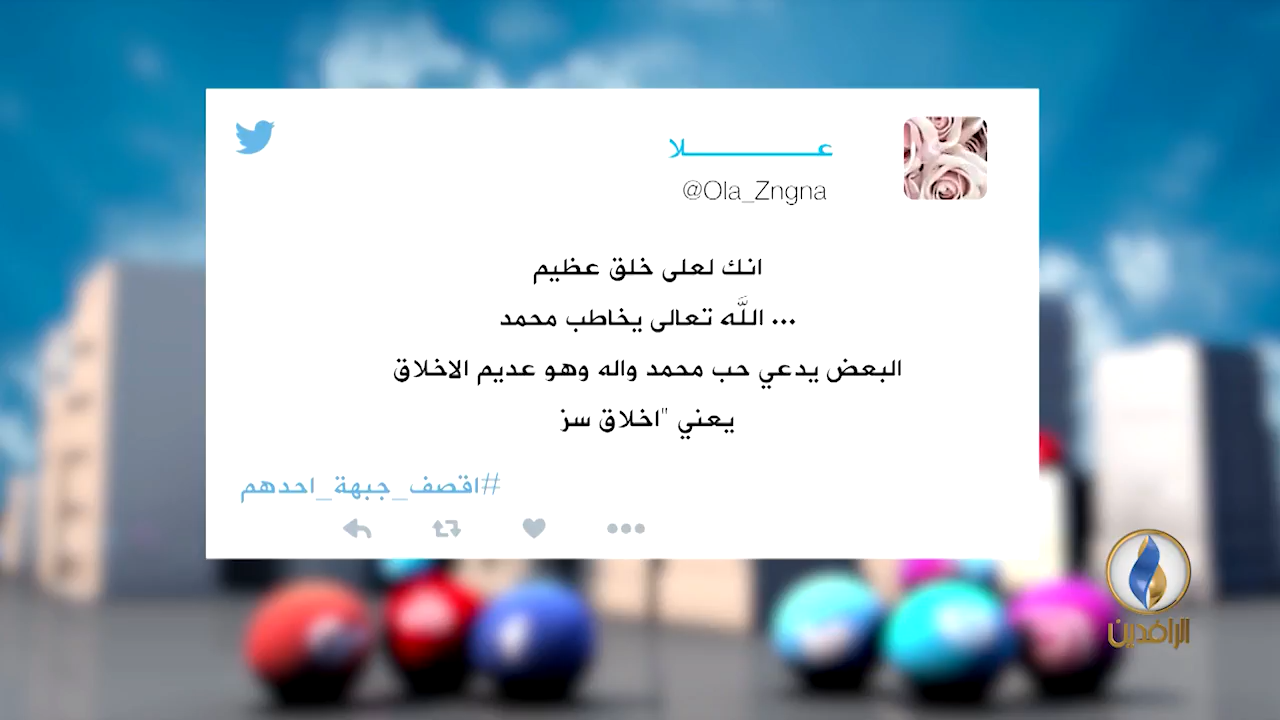 عـــــــــــــلا
@Ola_Zngna
انك لعلى خلق عظيم
... اللَّه تعالى يخاطب محمد
البعض يدعي حب محمد واله وهو عديم الاخلاق
يعني "اخلاق سز
#اقصف_جبهة_احدهم
الرافدين